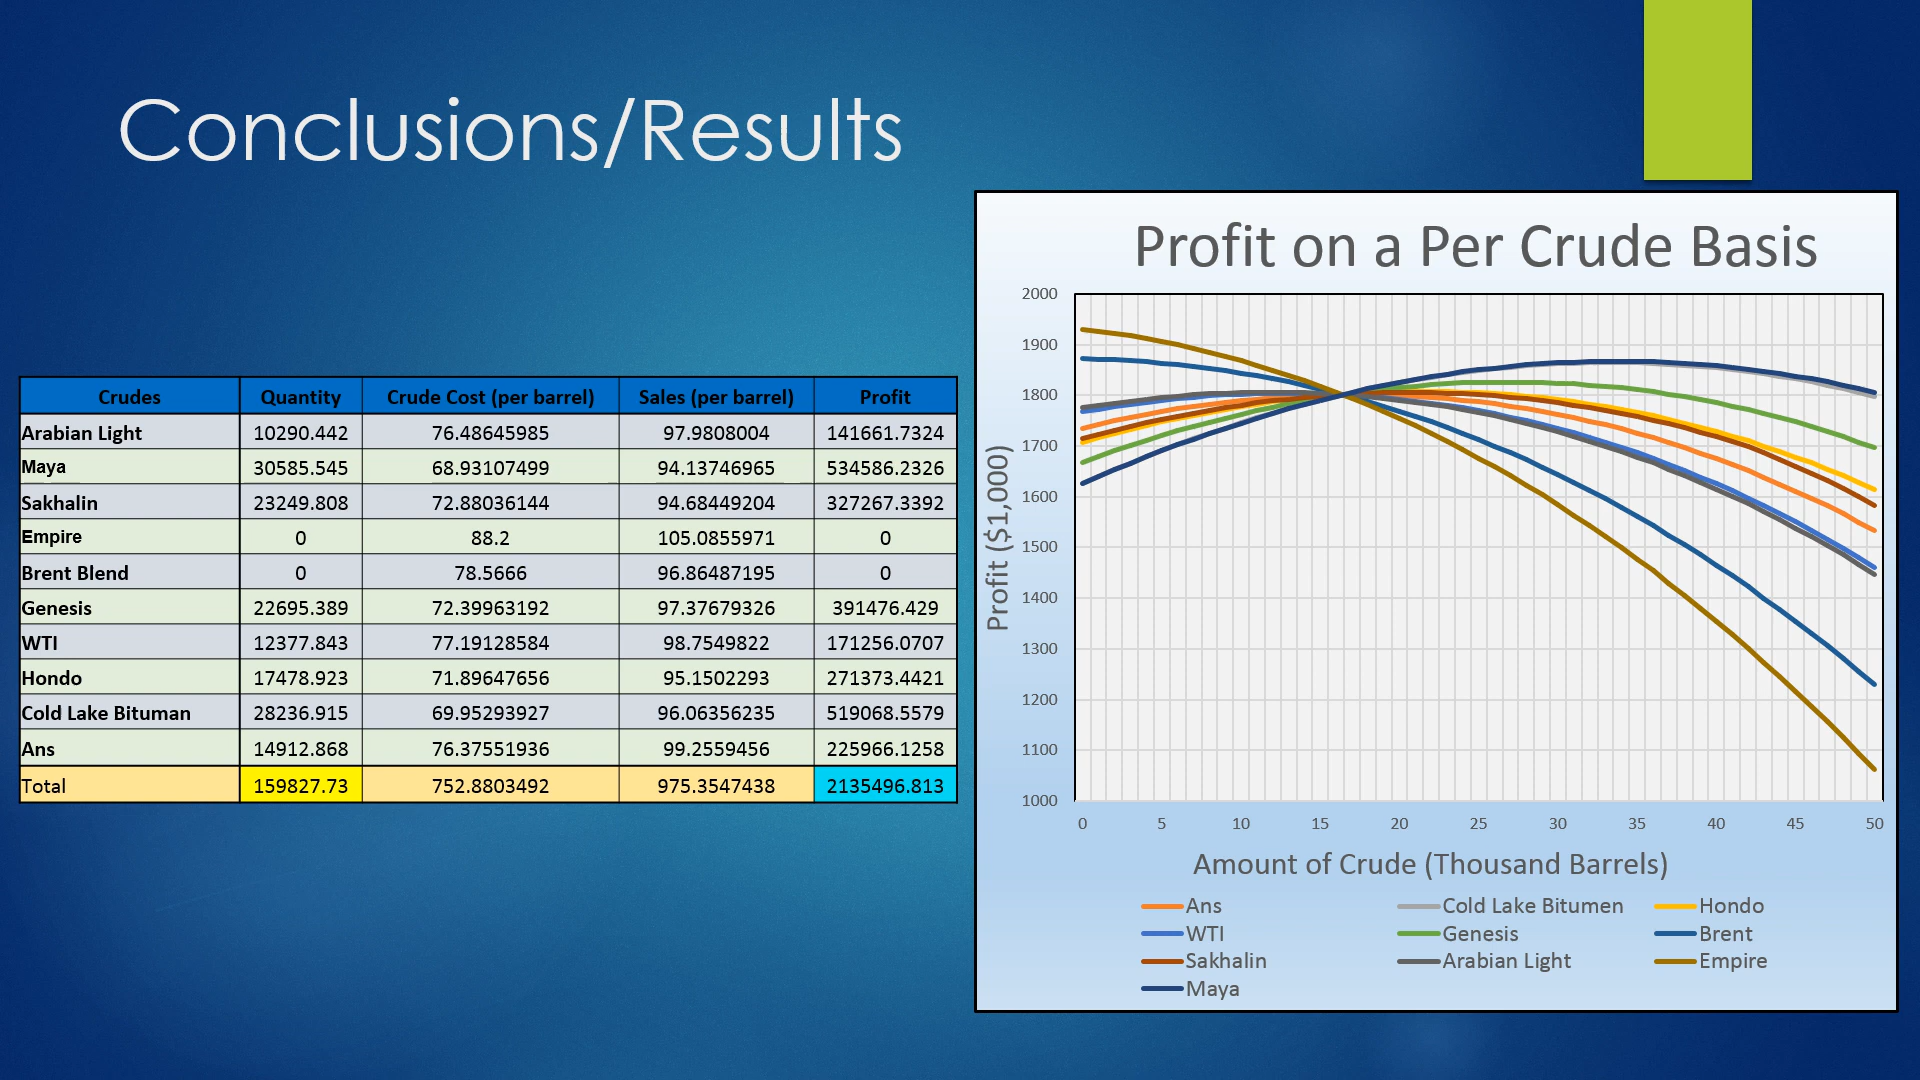 Conclusions/Results
Crudes Quantity Crude Cost (per barrel) Sales (per barrel) Profit
Arabian Light 10290.442 76.48645985 97.9808004 141661.7324
Maya 30585.545 68.93107499 94.13746965 534586.2326
Sakhalin 23249.808 72.88036144 94.68449204 327267.3392
Empire 0 88.2 105.0855971 0
Brent Blend 0 78.5666 96.86487195 0
Genesis 22695.389 72.39963192 97.37679326 391476.429
WTI 12377.843 77.19128584 98.7549822 171256.0707
Hondo 17478.923 71.89647656 95.1502293 271373.4421
Cold Lake Bituman 28236.915 69.95293927 96.06356235 519068.5579
Ans 14912.868 76.37551936 99.2559456 225966.1258
Total 159827.73 752.8803492 975.3547438 2135496.813
Profit on a Per Crude Basis
Profit ($1,000)
2000
1900
1800
1700
1600
1500
1400
1300
1200
1100
1000
0 5 10 15 20 25 30 35 40 45 50
Amount of Crude (Thousand Barrels)
Ans Cold Lake Bitumen Hondo
WTI Genesis Brent
Sakhalin Arabian Light Empire
Maya